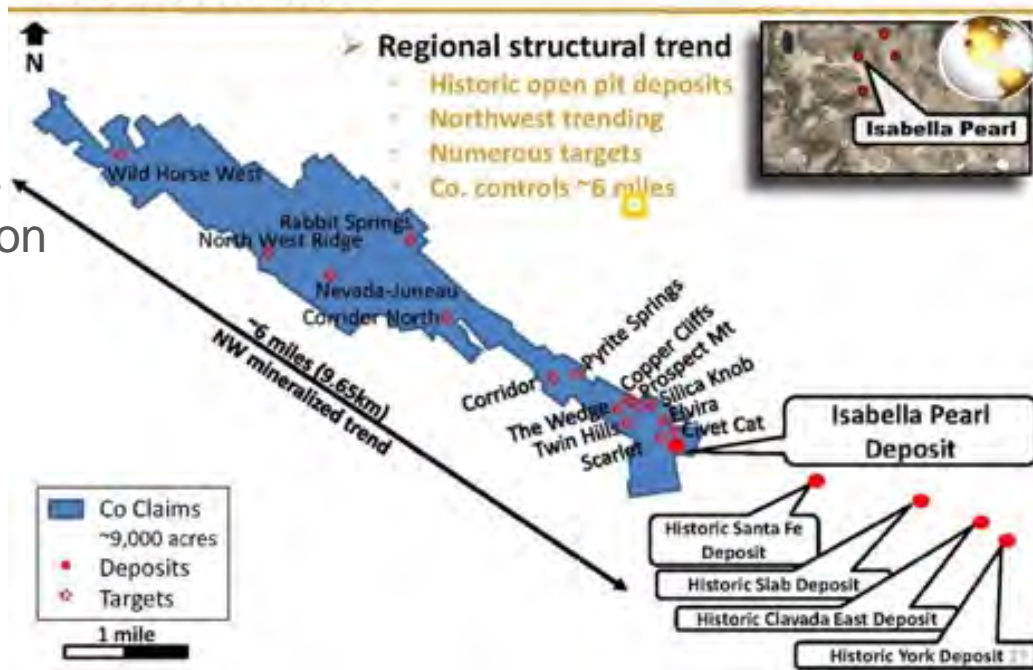 N
➤ Regional structural trend
- Historic open pit deposits
- Northwest trending
- Numerous targets
- Co. controls ~6 miles
Isabella Pearl
on
Wild Horse West
Rabbit Springs
North West Ridge
Nevada-Juneau
Corrider North
~6 miles (9.65km)
NW mineralized trend
Pyrite Springs
Copper Cliffs
Prospect Mt
Silica Knob
Corridor
The Wedge
Elvira
Twin Hills
Civet Cat
Scarlet
Isabella Pearl
Deposit
Co Claims
~9,000 acres
Deposits
Targets
1 mile
Historic Santa Fe
Deposit
Historic Slab Deposit
Historic Clavada East Deposit
Historic York Deposit